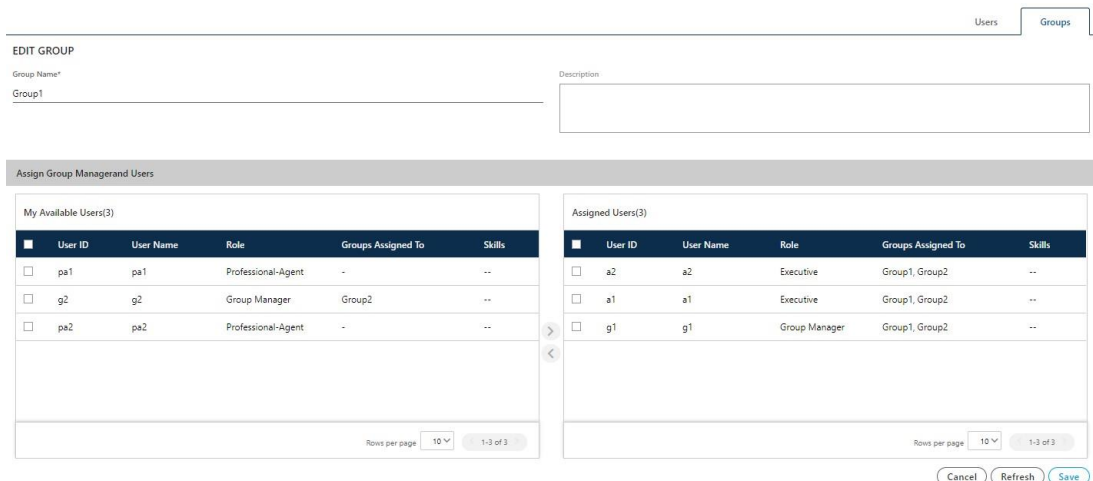 Users Groups
EDIT GROUP
Group Name* Description
Group1
Assign Group Managerand Users
My Available Users(3) Assigned Users(3)
User ID User Name Role Groups Assigned To Skills User ID User Name Role Groups Assigned To Skills
pa1 pa1 Professional-Agent - -- a2 a2 Executive Group1, Group2 --
g2 g2 Group Manager Group2 -- a1 a1 Executive Group1, Group2 --
pa2 pa2 Professional-Agent - -- g1 g1 Group Manager Group1, Group2 --
Rows per page 10 1-3 of 3 Rows per page 10 1-3 of 3
Cancel Refresh Save